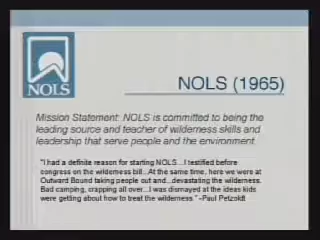 NOLS
NOLS (1965)
Mission Statement: NOLS is committed to being the
leading source and teacher of wilderness skills and
leadership that serve people and the environment.
"I had a definite reason for starting NOLS...I testified before
congress on the wilderness bill...At the same time, here we were at
Outward Bound taking people out and...devastating the wilderness.
Bad camping, crapping all over...I was dismayed at the ideas kids
were getting about how to treat the wilderness." -Paul Petzoldt